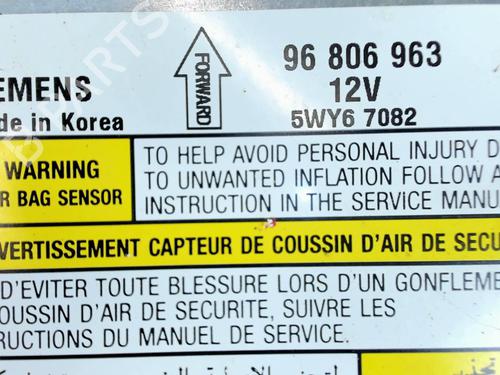 EMENS
de in Korea
FORWARD
96 806 963
12V
5WY6 7082
WARNING
R BAG SENSOR
TO HELP AVOID PERSONAL INJURY D
TO UNWANTED INFLATION FOLLOW A
INSTRUCTION IN THE SERVICE MANU
VERTISSEMENT CAPTEUR DE COUSSIN D'AIR DE SECU
D'EVITER TOUTE BLESSURE LORS D'UN GONFLEME
OUSSIN D'AIR DE SECURITE, SUIVRE LES
RUCTIONS DU MANUEL DE SERVICE.